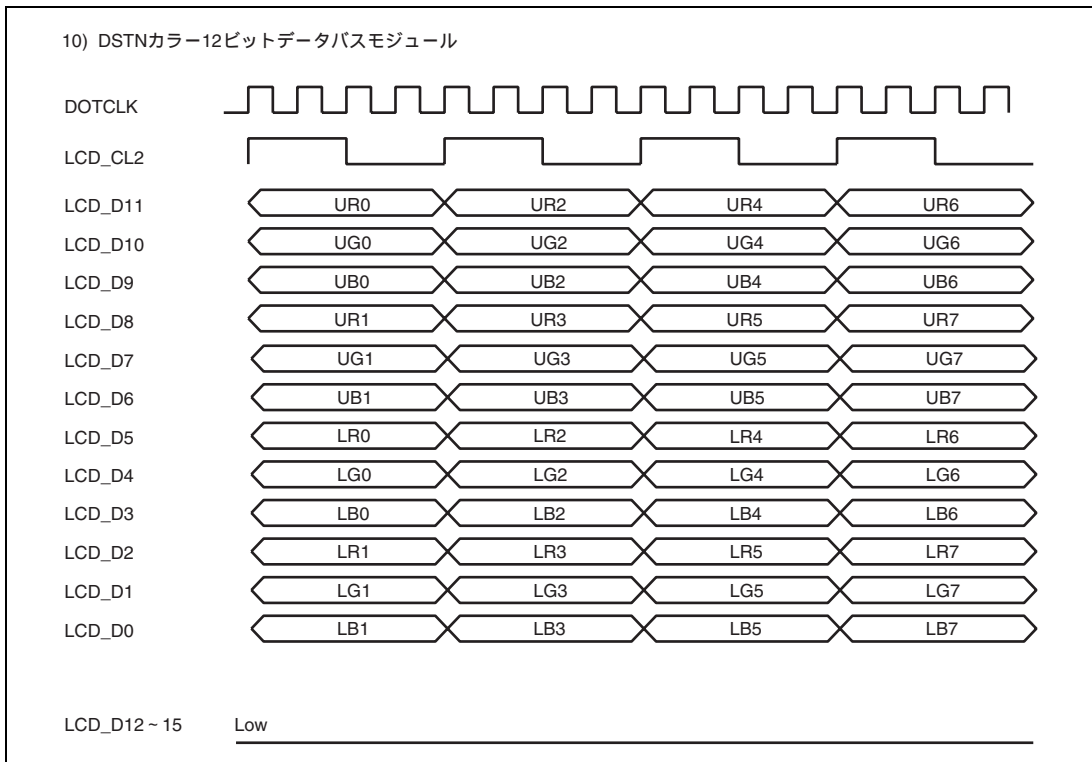 10) DSTNカラー12ビットデータバスモジュール
DOTCLK
LCD_CL2
LCD_D11 UR0 UR2 UR4 UR6
LCD_D10 UG0 UG2 UG4 UG6
LCD_D9 UB0 UB2 UB4 UB6
LCD_D8 UR1 UR3 UR5 UR7
LCD_D7 UG1 UG3 UG5 UG7
LCD_D6 UB1 UB3 UB5 UB7
LCD_D5 LR0 LR2 LR4 LR6
LCD_D4 LG0 LG2 LG4 LG6
LCD_D3 LB0 LB2 LB4 LB6
LCD_D2 LR1 LR3 LR5 LR7
LCD_D1 LG1 LG3 LG5 LG7
LCD_D0 LB1 LB3 LB5 LB7
LCD_D12~15 Low